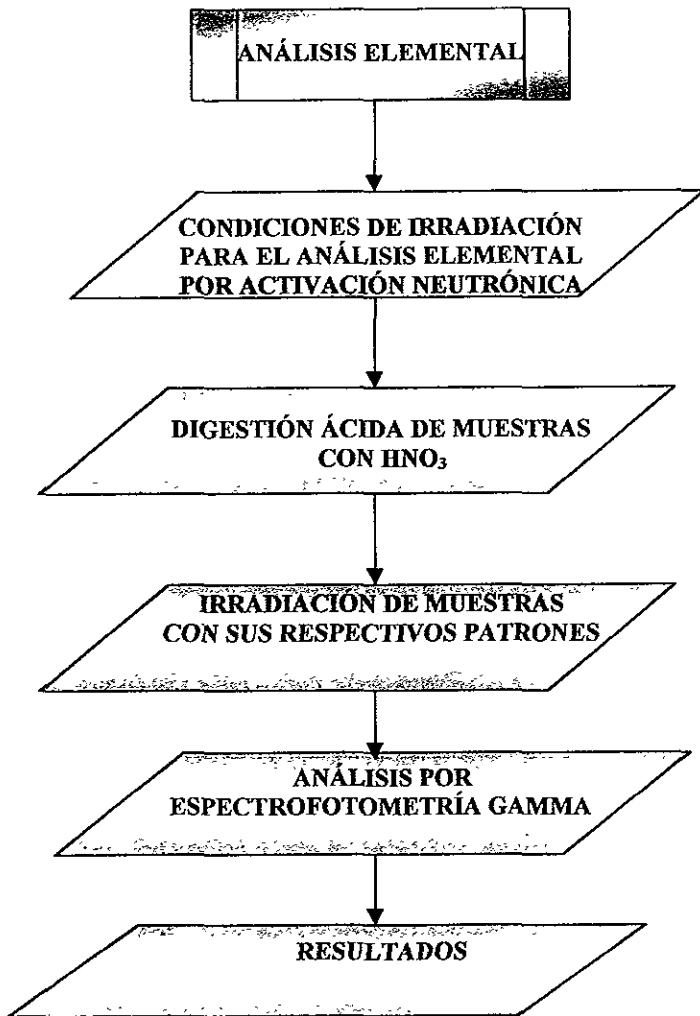 ANÁLISIS ELEMENTAL
CONDICIONES DE IRRADIACIÓN
PARA EL ANÁLISIS ELEMENTAL
POR ACTIVACIÓN NEUTRÓNICA
DIGESTIÓN ÁCIDA DE MUESTRAS
CON HNO₃
IRRADIACIÓN DE MUESTRAS
CON SUS RESPECTIVOS PATRONES
ANÁLISIS POR
ESPECTROFOTOMETRÍA GAMMA
RESULTADOS